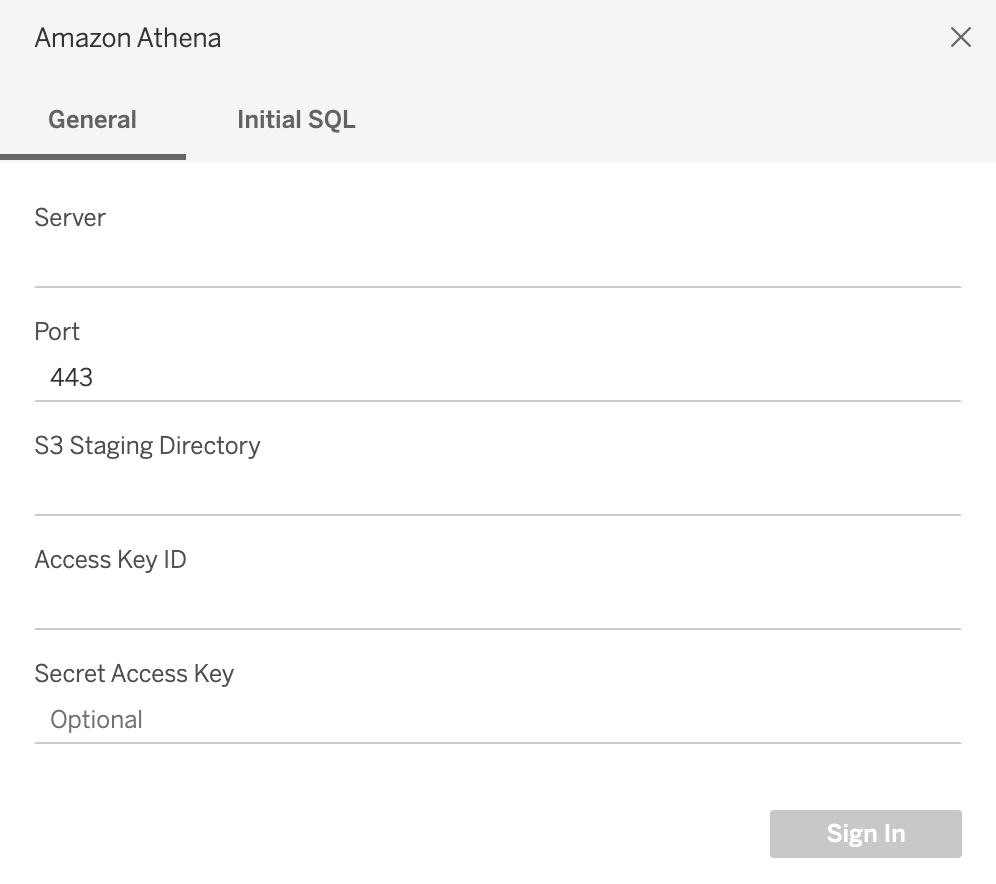 Amazon Athena
General Initial SQL
Server
Port
443
S3 Staging Directory
Access Key ID
Secret Access Key
Optional
Sign In